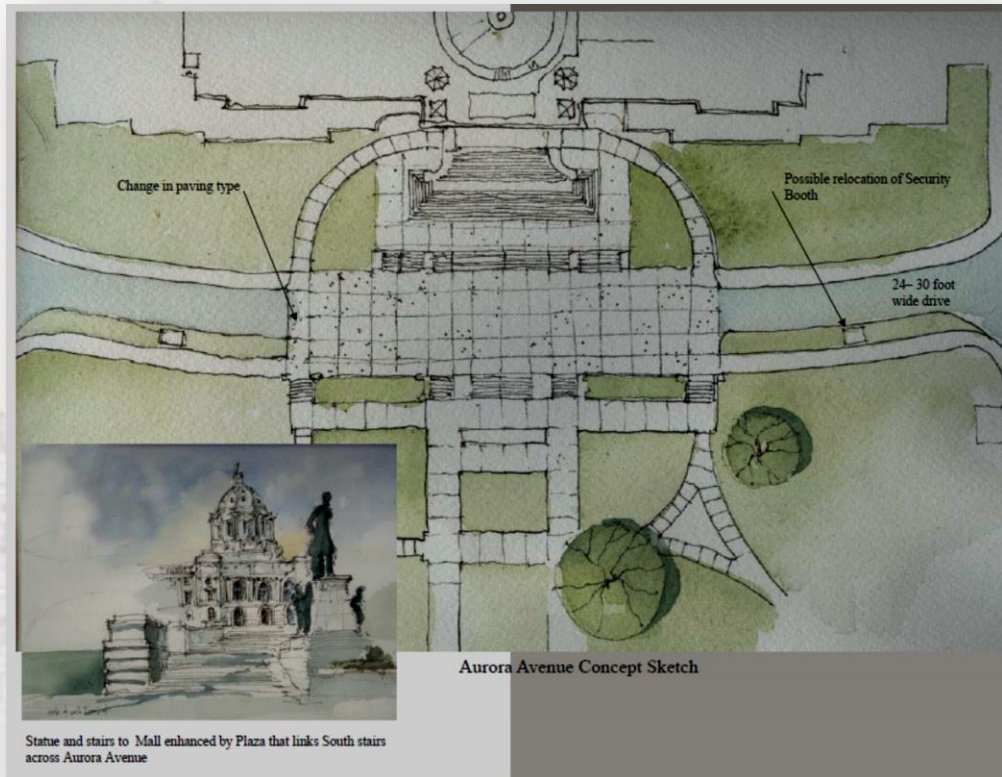 Change in paving type
Possible relocation of Security
Booth
24– 30 foot
wide drive
Aurora Avenue Concept Sketch
Statue and stairs to Mall enhanced by Plaza that links South stairs
across Aurora Avenue